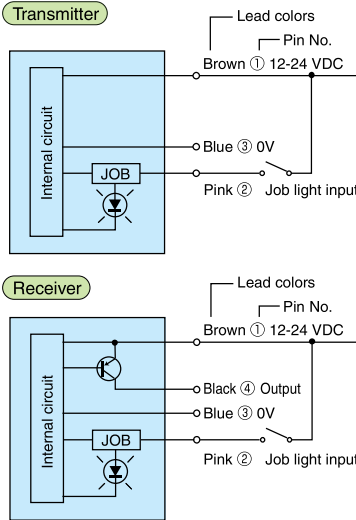 Transmitter
Lead colors
Pin No.
Brown ① 12-24 VDC
Internal circuit
Blue ③ 0V
JOB
Pink ② Job light input
Receiver
Lead colors
Pin No.
Brown ① 12-24 VDC
Internal circuit
Black ④ Output
Blue ③ 0V
JOB
Pink ② Job light input